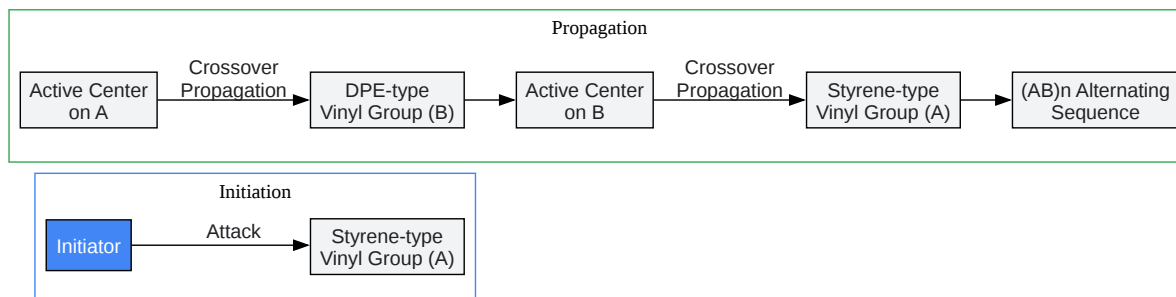 Propagation
Active Center
on A
Crossover
Propagation
DPE-type
Vinyl Group (B)
Active Center
on B
Crossover
Propagation
Styrene-type
Vinyl Group (A)
(AB)n Alternating
Sequence
Initiation
Initiator
Attack
Styrene-type
Vinyl Group (A)